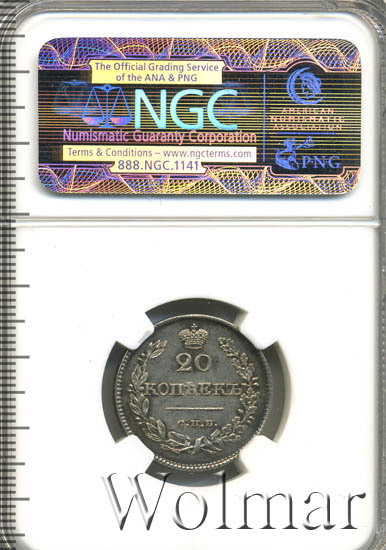 The Official Grading Service
of the ANA & PNG
NGC
Numismatic Guaranty Corporation
Terms & Conditions – www.ngcterms.com
888.NGC.1141
AMERICAN
NUMISMATIC
ASSOCIATION
P·N·G
20
КОПѢЕКЪ
С.П.Б.
Wolmar